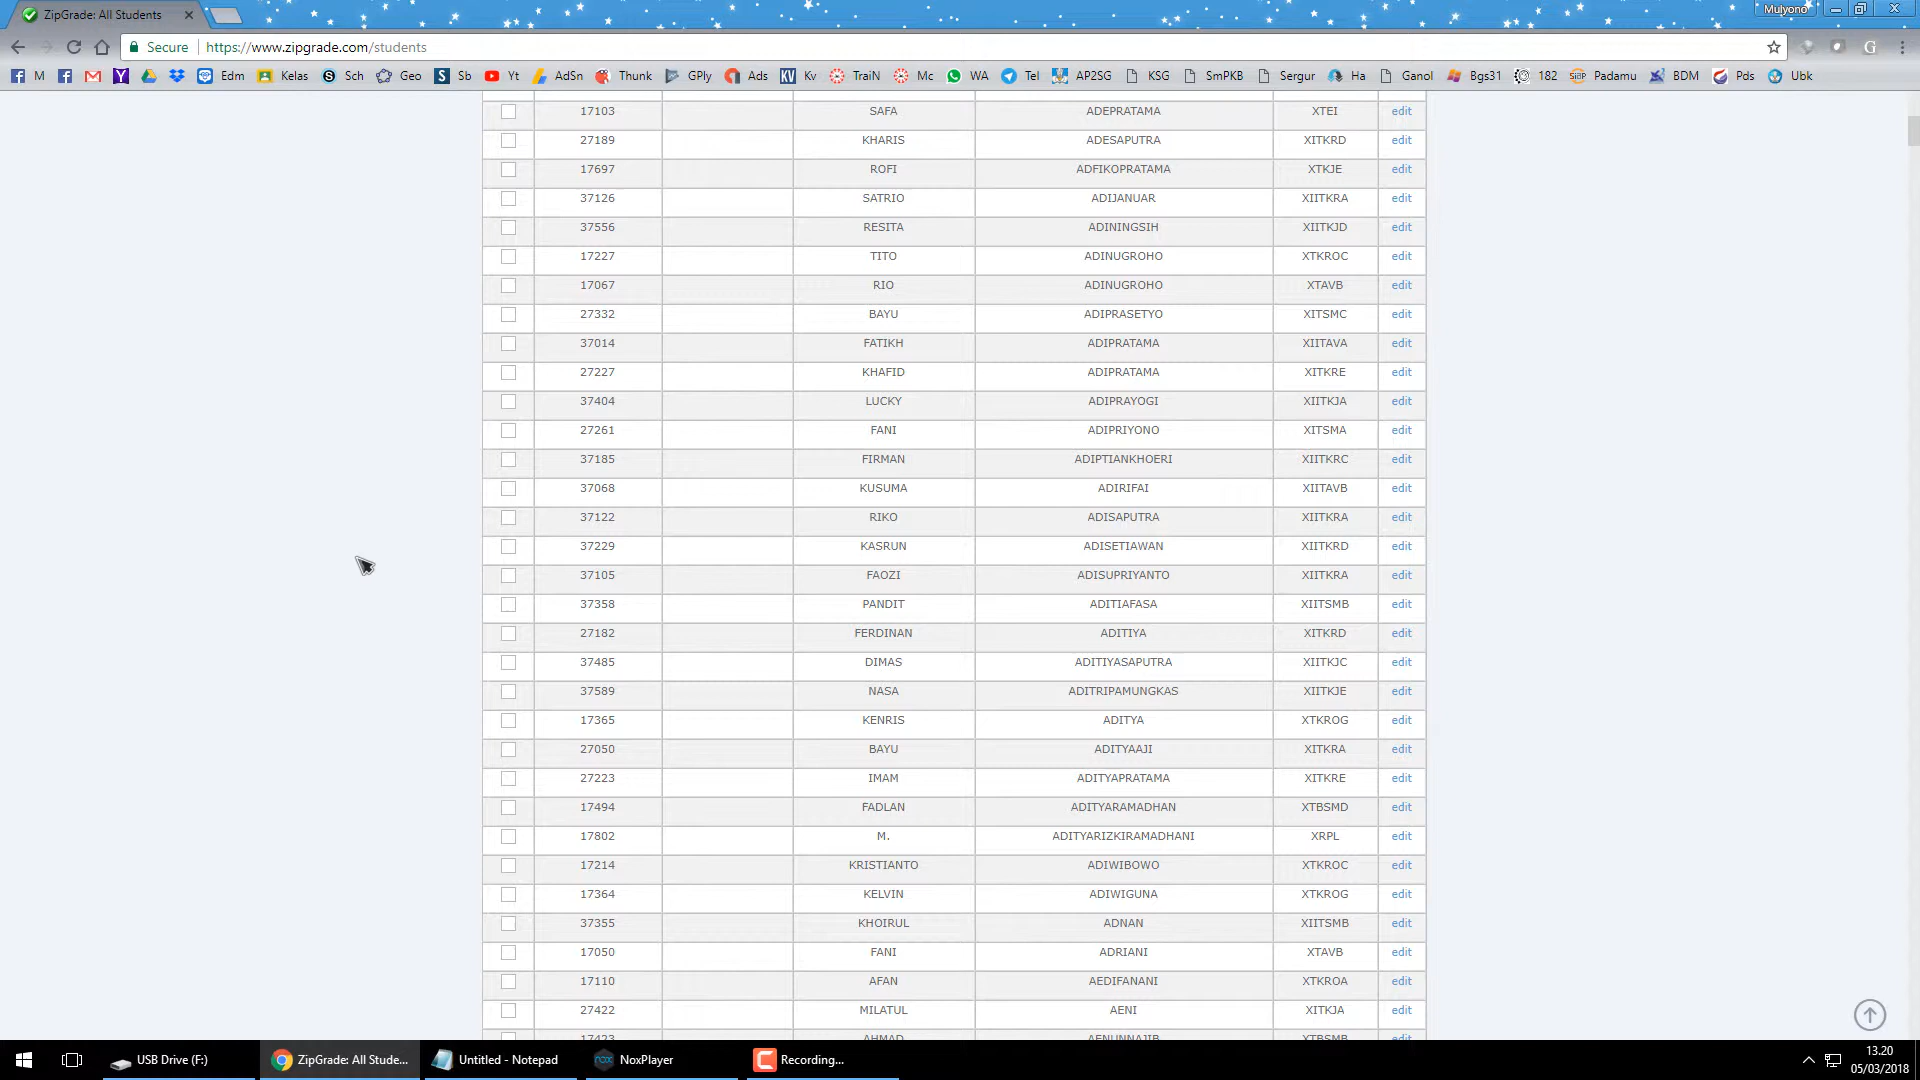 ZipGrade: All Students
Mulyono
Secure https://www.zipgrade.com/students
M Edm Kelas Sch Geo Sb Yt AdSn Thunk GPly Ads Kv TraiN Mc WA Tel AP2SG KSG SmPKB Sergur Ha Ganol Bgs31 182 Padamu BDM Pds Ubk
17103 SAFA ADEPRATAMA XTEI edit
27189 KHARIS ADESAPUTRA XITKRD edit
17697 ROFI ADFIKOPRATAMA XTKJE edit
37126 SATRIO ADIJANUAR XIITKRA edit
37556 RESITA ADININGSIH XIITKJD edit
17227 TITO ADINUGROHO XTKROC edit
17067 RIO ADINUGROHO XTAVB edit
27332 BAYU ADIPRASETYO XITSMC edit
37014 FATIKH ADIPRATAMA XIITAVA edit
27227 KHAFID ADIPRATAMA XITKRE edit
37404 LUCKY ADIPRAYOGI XIITKJA edit
27261 FANI ADIPRIYONO XITSMA edit
37185 FIRMAN ADIPTIANKHOERI XIITKRC edit
37068 KUSUMA ADIRIFAI XIITAVB edit
37122 RIKO ADISAPUTRA XIITKRA edit
37229 KASRUN ADISETIAWAN XIITKRD edit
37105 FAOZI ADISUPRIYANTO XIITKRA edit
37358 PANDIT ADITIAFASA XIITSMB edit
27182 FERDINAN ADITIYA XITKRD edit
37485 DIMAS ADITIYASAPUTRA XIITKJC edit
37589 NASA ADITRIPAMUNGKAS XIITKJE edit
17365 KENRIS ADITYA XTKROG edit
27050 BAYU ADITYAAJI XITKRA edit
27223 IMAM ADITYAPRATAMA XITKRE edit
17494 FADLAN ADITYARAMADHAN XTBSMD edit
17802 M. ADITYARIZKIRAMADHANI XRPL edit
17214 KRISTIANTO ADIWIBOWO XTKROC edit
17364 KELVIN ADIWIGUNA XTKROG edit
37355 KHOIRUL ADNAN XIITSMB edit
17050 FANI ADRIANI XTAVB edit
17110 AFAN AEDIFANANI XTKROA edit
27422 MILATUL AENI XITKJA edit
17423 AHMAD AENUNNAJIB XTBSMB edit
USB Drive (F:) ZipGrade: All Stude... Untitled - Notepad NoxPlayer Recording...
13.20
05/03/2018